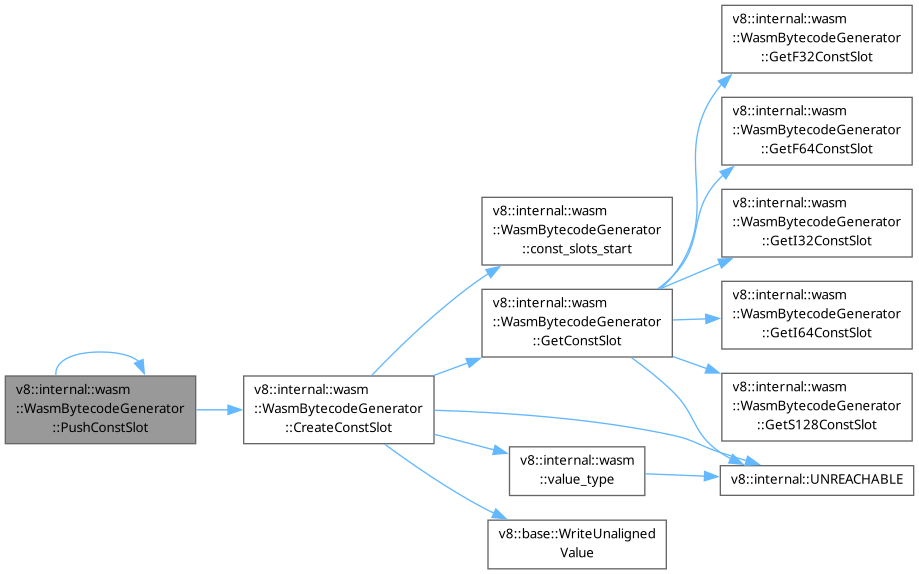 v8::internal::wasm
::WasmBytecodeGenerator
::PushConstSlot
v8::internal::wasm
::WasmBytecodeGenerator
::CreateConstSlot
v8::internal::wasm
::WasmBytecodeGenerator
::const_slots_start
v8::internal::wasm
::WasmBytecodeGenerator
::GetConstSlot
v8::internal::wasm
::value_type
v8::base::WriteUnaligned
Value
v8::internal::wasm
::WasmBytecodeGenerator
::GetF32ConstSlot
v8::internal::wasm
::WasmBytecodeGenerator
::GetF64ConstSlot
v8::internal::wasm
::WasmBytecodeGenerator
::GetI32ConstSlot
v8::internal::wasm
::WasmBytecodeGenerator
::GetI64ConstSlot
v8::internal::wasm
::WasmBytecodeGenerator
::GetS128ConstSlot
v8::internal::UNREACHABLE